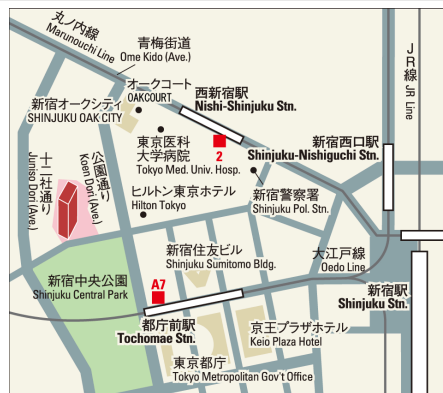 丸ノ内線
Marunouchi Line
青梅街道
Ome Kido (Ave.)
JR線 JR Line
オークコート
OAKCOURT
西新宿駅
Nishi-Shinjuku Stn.
新宿オークシティ
SHINJUKU OAK CITY
東京医科
大学病院
Tokyo Med. Univ. Hosp.
2
新宿西口駅
Shinjuku-Nishiguchi Stn.
十二社通り
Juniso Dori (Ave.)
公園通り
Koen Dori (Ave.)
ヒルトン東京ホテル
Hilton Tokyo
新宿警察署
Shinjuku Pol. Stn.
新宿住友ビル
Shinjuku Sumitomo Bldg.
大江戸線
Oedo Line
新宿中央公園
Shinjuku Central Park
A7
新宿駅
Shinjuku Stn.
都庁前駅
Tochomae Stn.
京王プラザホテル
Keio Plaza Hotel
東京都庁
Tokyo Metropolitan Gov't Office